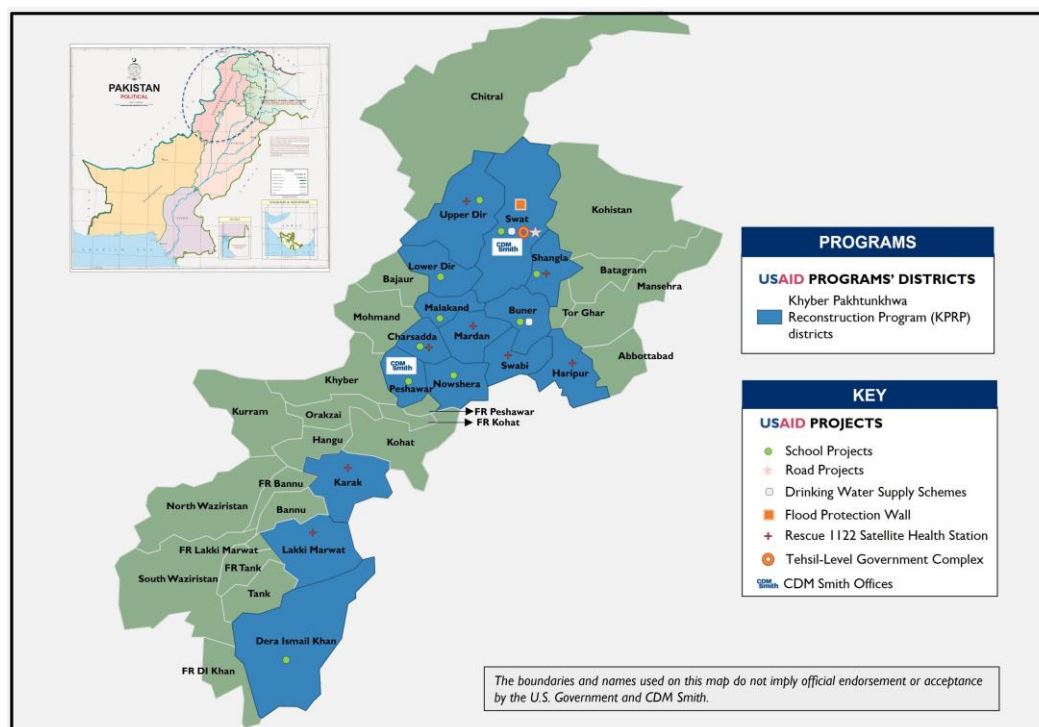 PAKISTAN
POLITICAL
Chitral
Upper Dir
Swat
Kohistan
CDM
Smith
Shangla
Lower Dir
Batagram
Bajaur
Mansehra
Malakand
Buner
Mohmand
Tor Ghar
Mardan
Charsadda
Abbottabad
Swabi
CDM
Smith
Haripur
Khyber
Peshawar
Nowshera
FR Peshawar
Kurram
Orakzai
FR Kohat
Hangu
Kohat
FR Bannu
Karak
North Waziristan
Bannu
FR Lakki Marwat
Lakki Marwat
FR Tank
South Waziristan
Tank
Dera Ismail Khan
FR DI Khan
PROGRAMS
USAID PROGRAMS' DISTRICTS
Khyber Pakhtunkhwa
Reconstruction Program (KPRP)
districts
KEY
USAID PROJECTS
School Projects
Road Projects
Drinking Water Supply Schemes
Flood Protection Wall
Rescue 1122 Satellite Health Station
Tehsil-Level Government Complex
CDM
Smith
CDM Smith Offices
The boundaries and names used on this map do not imply official endorsement or acceptance
by the U.S. Government and CDM Smith.